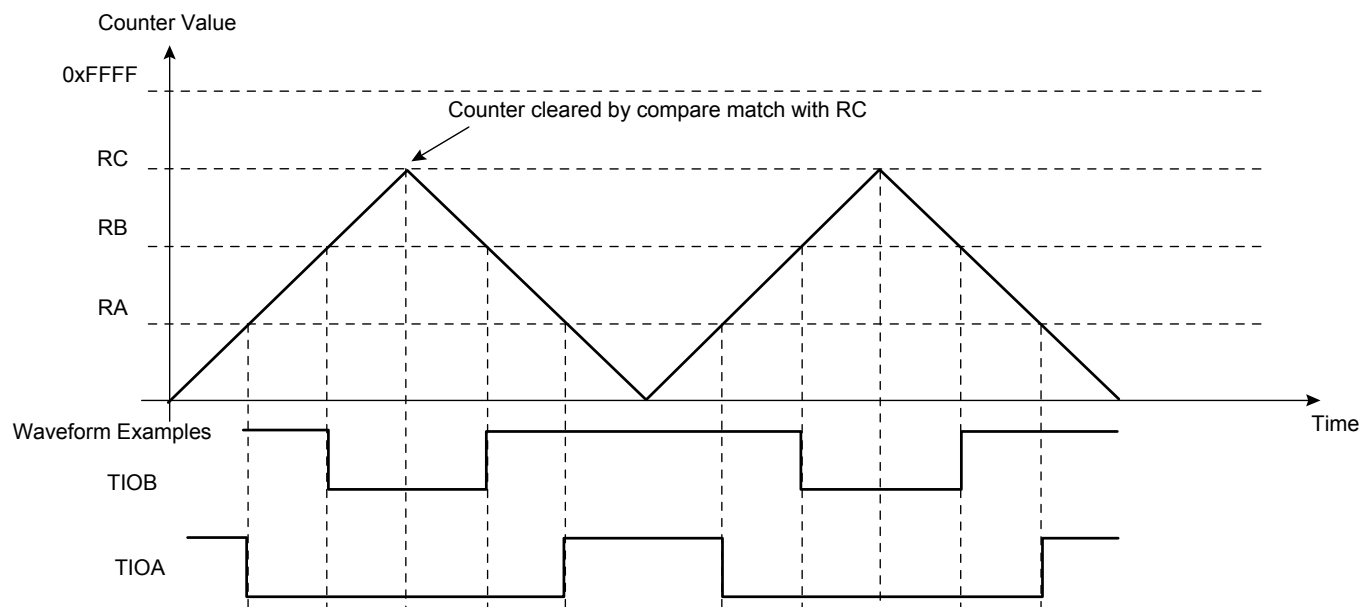 Counter Value
0xFFFF
Counter cleared by compare match with RC
RC
RB
RA
Time
Waveform Examples
TIOB
TIOA